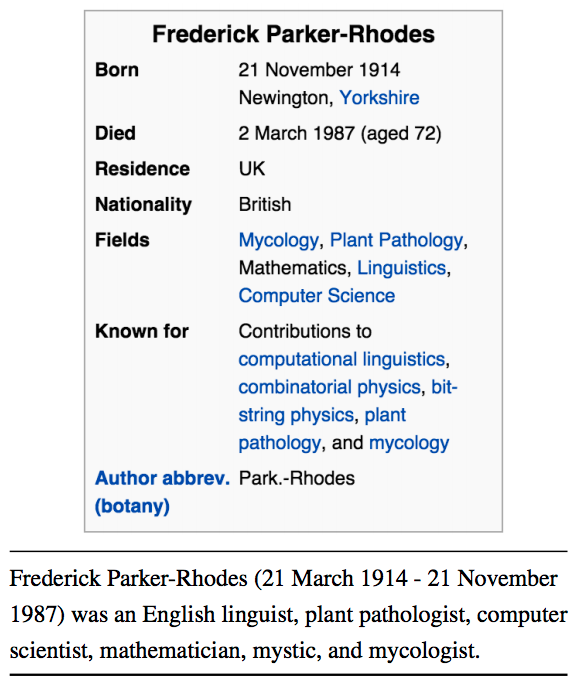 Frederick Parker-Rhodes
Born 21 November 1914
Newington, Yorkshire
Died 2 March 1987 (aged 72)
Residence UK
Nationality British
Fields Mycology, Plant Pathology,
Mathematics, Linguistics,
Computer Science
Known for Contributions to
computational linguistics,
combinatorial physics, bit-
string physics, plant
pathology, and mycology
Author abbrev. Park.-Rhodes
(botany)
Frederick Parker-Rhodes (21 March 1914 - 21 November
1987) was an English linguist, plant pathologist, computer
scientist, mathematician, mystic, and mycologist.